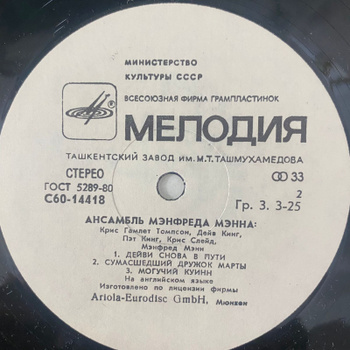 МИНИСТЕРСТВО
КУЛЬТУРЫ СССР
ВСЕСОЮЗНАЯ ФИРМА ГРАМПЛАСТИНОК
МЕЛОДИЯ
ТАШКЕНТСКИЙ ЗАВОД ИМ. М.Т. ТАШМУХАМЕДОВА
СТЕРЕО 33
ГОСТ 5289-80 2
С60-14418 Гр. 3. 3-25
АНСАМБЛЬ МЭНФРЕДА МЭННА:
Крис Гамлет Томпсон, Дейв Кинг,
Пэт Кинг, Крис Слейд,
Мэнфред Мэнн
1. ДЕЙВИ СНОВА В ПУТИ
2. СУМАСШЕДШИЙ ДРУЖОК МАРТЫ
3. МОГУЧИЙ КУИНН
На английском языке
Изготовлено по лицензии фирмы
Ariola-Eurodisc GmbH, Мюнхен